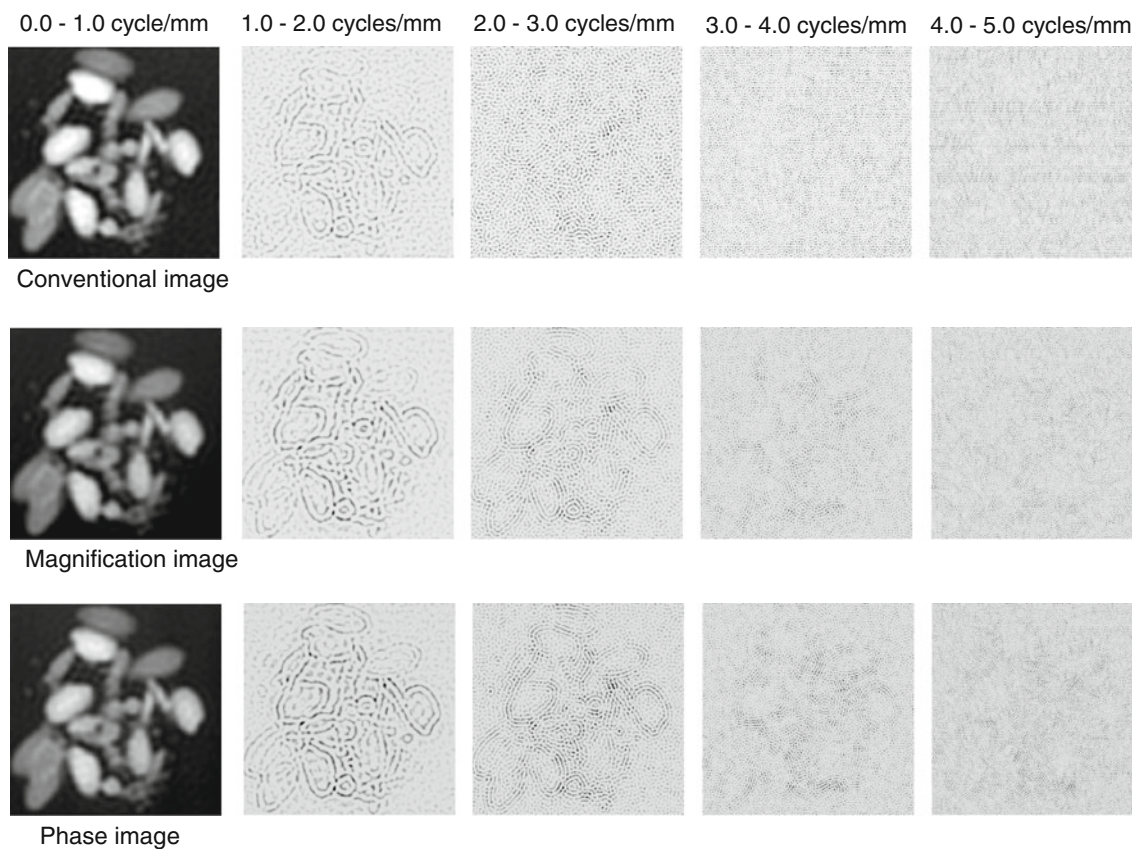 0.0 - 1.0 cycle/mm 1.0 - 2.0 cycles/mm 2.0 - 3.0 cycles/mm 3.0 - 4.0 cycles/mm 4.0 - 5.0 cycles/mm
Conventional image
Magnification image
Phase image